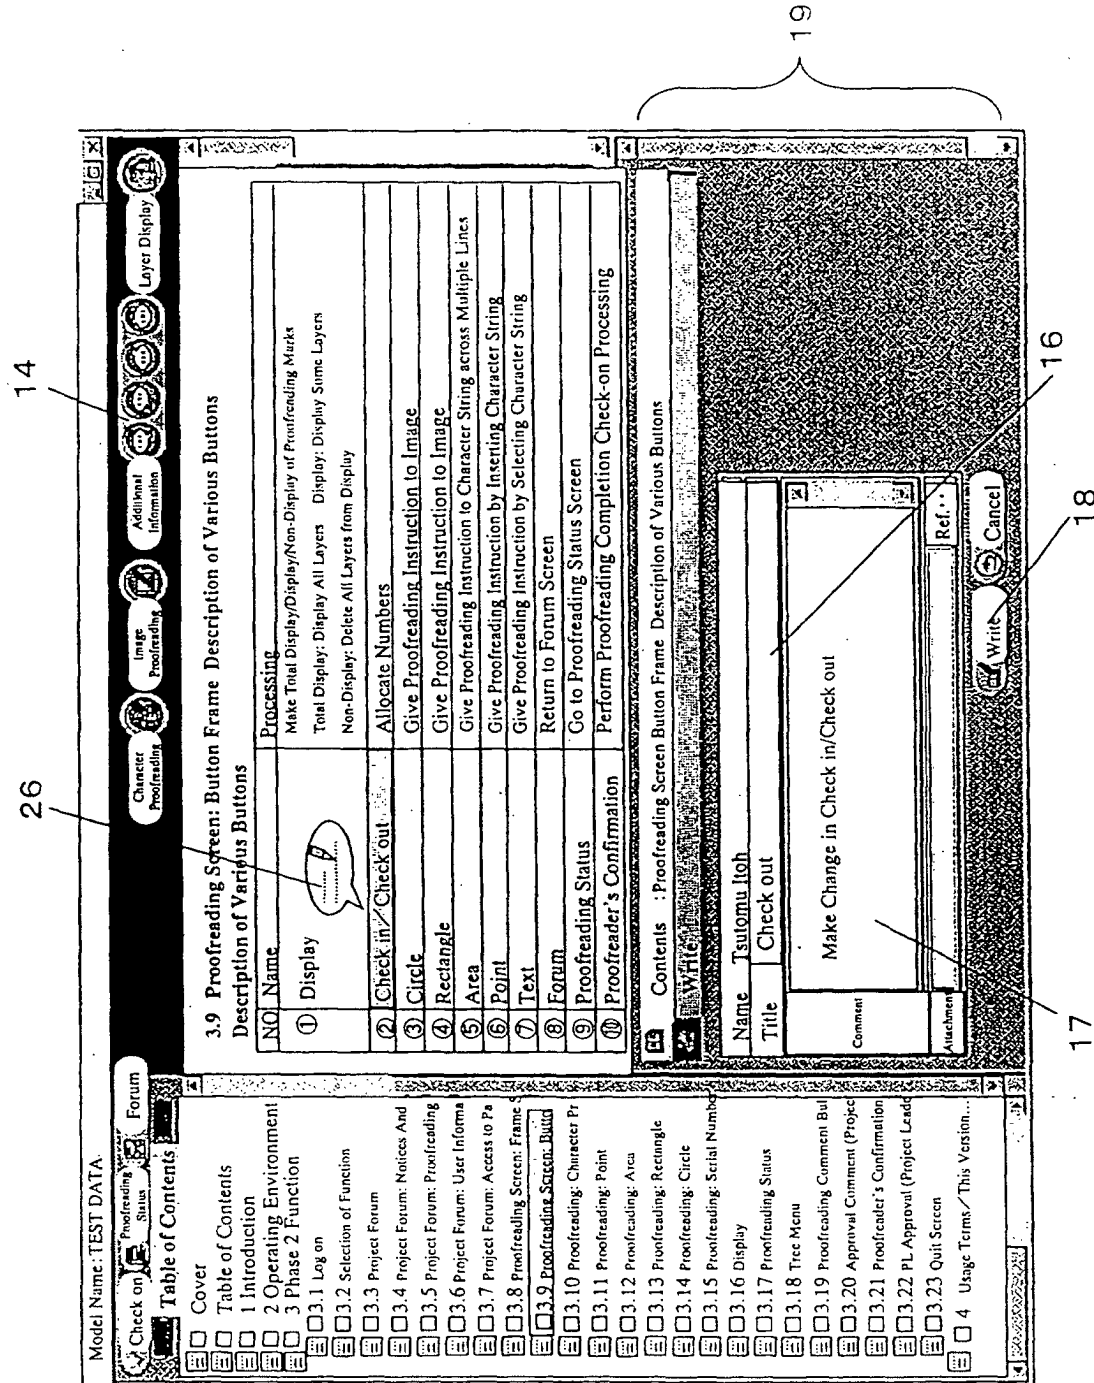 Model Name:TEST DATA
Check on
Proofreading Status
Forum
Character Proofreading
Image Proofreading
Additional Information
Layer Display
Table of Contents
Cover
Table of Contents
1 Introduction
2 Operating Environment
3 Phase 2 Function
3.1 Log on
3.2 Selection of Function
3.3 Project Forum
3.4 Project Forum: Notices And
3.5 Project Forum: Proofreading
3.6 Project Forum: User Informa
3.7 Project Forum: Access to Pa
3.8 Proofreading Screen: Frame S
3.9 Proofreading Screen: Butto
3.10 Proofreading: Character Pr
3.11 Proofreading: Point
3.12 Proofreading: Area
3.13 Proofreading: Rectangle
3.14 Proofreading: Circle
3.15 Proofreading: Serial Number
3.16 Display
3.17 Proofreading Status
3.18 Tree Menu
3.19 Proofreading Comment Bul
3.20 Approval Comment (Projec
3.21 Proofreader's Confirmation
3.22 P/L Approval (Project Leade
3.23 Quit Screen
4 Usage Terms／This Version...
3.9 Proofreading Screen: Button Frame Description of Various Buttons
Description of Various Buttons
NO Name Processing
① Display
Make Total Display/Display/Non-Display of Proofreading Marks
Total Display: Display All Layers Display: Display Some Layers
Non-Display: Delete All Layers from Display
② Check in／Check out Allocate Numbers
③ Circle Give Proofreading Instruction to Image
④ Rectangle Give Proofreading Instruction to Image
⑤ Area Give Proofreading Instruction to Character String across Multiple Lines
⑥ Point Give Proofreading Instruction by Inserting Character String
⑦ Text Give Proofreading Instruction by Selecting Character String
⑧ Forum Return to Forum Screen
⑨ Proofreading Status Go to Proofreading Status Screen
⑩ Proofreader's Confirmation Perform Proofreading Completion Check-on Processing
Contents :Proofreading Screen Button Frame Description of Various Buttons
Write
Name Tsutomu Itoh
Title Check out
Comment
Make Change in Check in/Check out
Attachment
Ref..
Write
Cancel
26
14
19
16
17
18